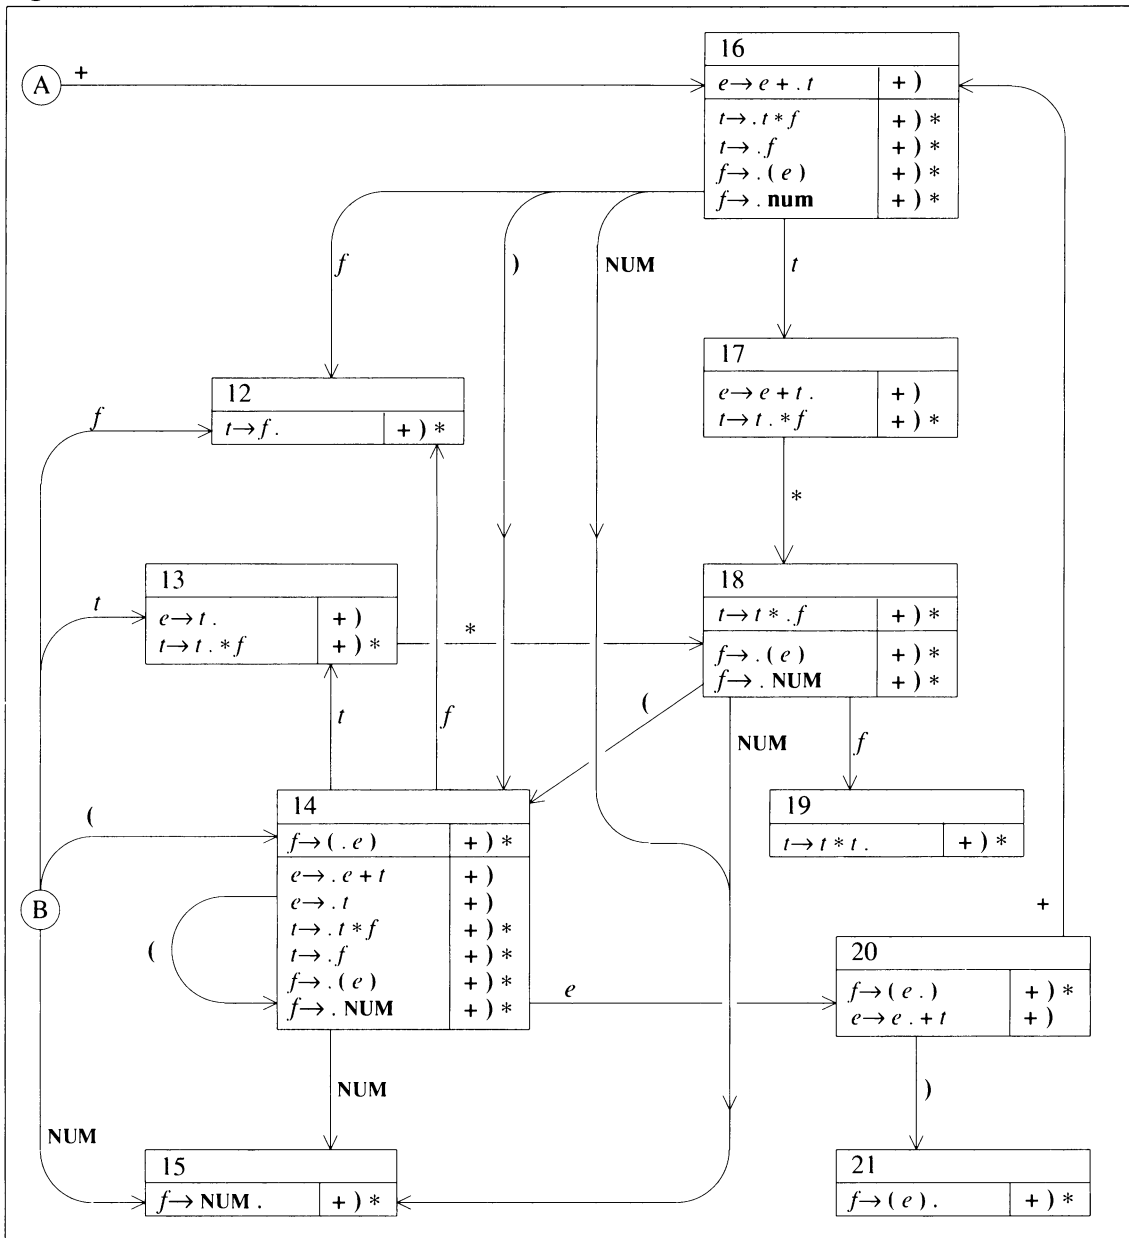 16
A
+
e→e + . t
+ )
t→. t * f
+ ) *
t→. f
+ ) *
f→. ( e )
+ ) *
f→. num
+ ) *
f
)
NUM
t
17
e→e + t .
+ )
t→t . * f
+ ) *
12
t→f .
+ ) *
f
*
13
e→t .
+ )
t→t . * f
+ ) *
t
*
18
t→t * . f
+ ) *
f→. ( e )
+ ) *
f→. NUM
+ ) *
(
t
f
NUM
f
14
f→( . e )
+ ) *
e→. e + t
+ )
e→. t
+ )
t→. t * f
+ ) *
t→. f
+ ) *
f→. ( e )
+ ) *
f→. NUM
+ ) *
(
B
(
19
t→t * t .
+ ) *
+
e
20
f→( e . )
+ ) *
e→e . + t
+ )
NUM
)
NUM
15
f→NUM .
+ ) *
21
f→( e ) .
+ ) *